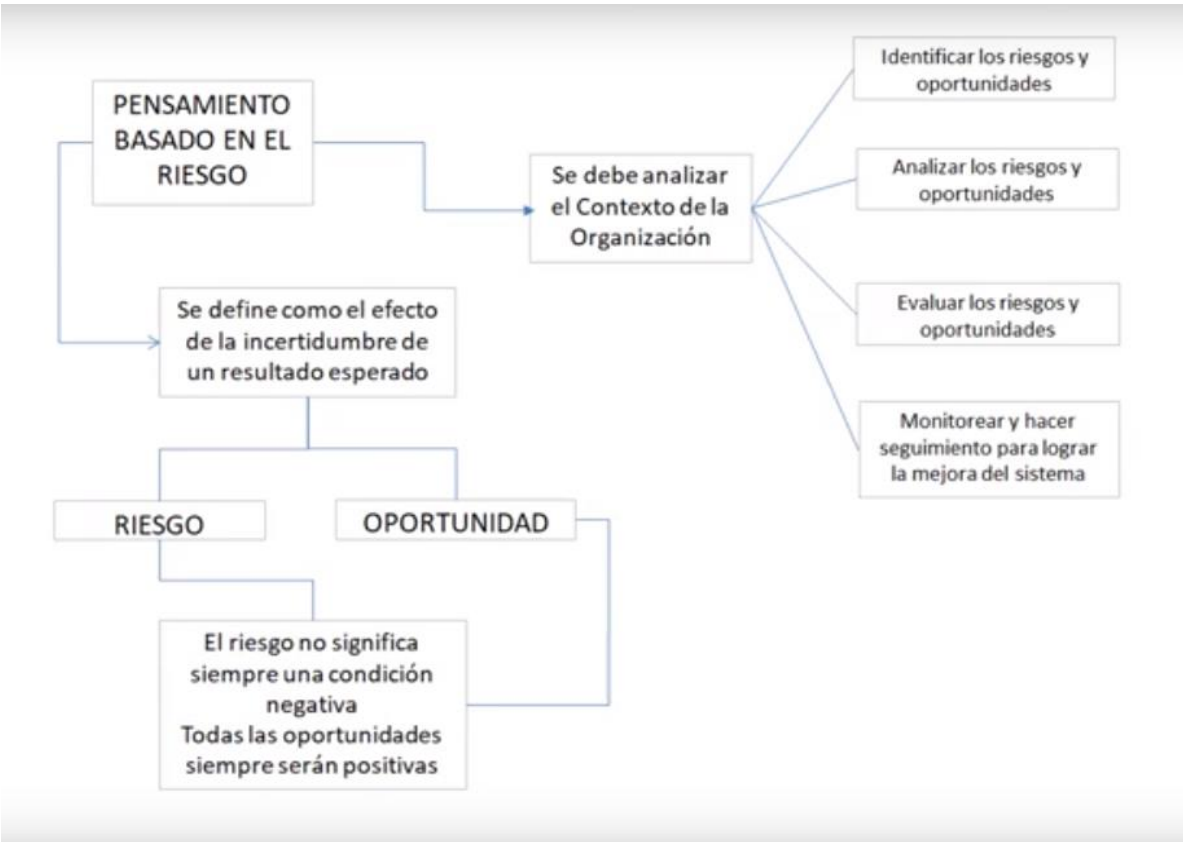 PENSAMIENTO
BASADO EN EL
RIESGO
Se debe analizar
el Contexto de la
Organización
Identificar los riesgos y
oportunidades
Analizar los riesgos y
oportunidades
Evaluar los riesgos y
oportunidades
Monitorear y hacer
seguimiento para lograr
la mejora del sistema
Se define como el efecto
de la incertidumbre de
un resultado esperado
RIESGO
OPORTUNIDAD
El riesgo no significa
siempre una condición
negativa
Todas las oportunidades
siempre serán positivas